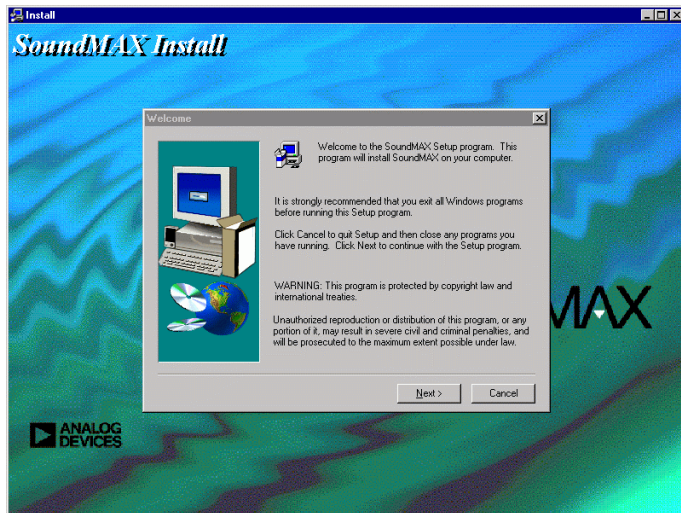 Install
SoundMAX Install
Welcome
Welcome to the SoundMAX Setup program. This
program will install SoundMAX on your computer.
It is strongly recommended that you exit all Windows programs
before running this Setup program.
Click Cancel to quit Setup and then close any programs you
have running. Click Next to continue with the Setup program.
WARNING: This program is protected by copyright law and
international treaties.
Unauthorized reproduction or distribution of this program, or any
portion of it, may result in severe civil and criminal penalties, and
will be prosecuted to the maximum extent possible under law.
MAX
Next >
Cancel
ANALOG
DEVICES